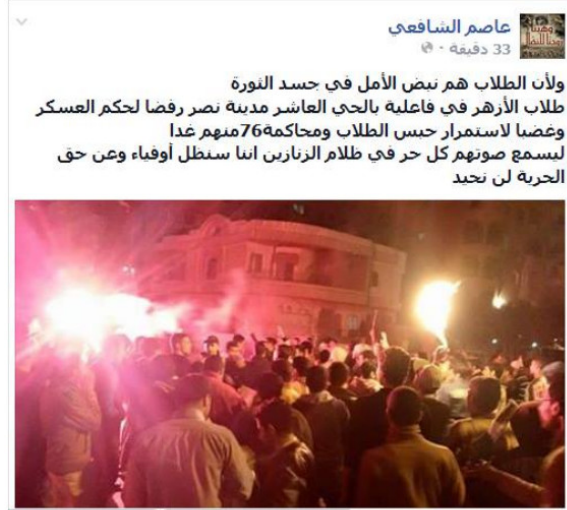 عاصم الشافعي
33 دقيقة ·
ولأن الطلاب هم نبض الأمل في جسد الثورة
طلاب الأزهر في فاعلية بالحي العاشر مدينة نصر رفضا لحكم العسكر
وغضبا لاستمرار حبس الطلاب ومحاكمة76منهم غدا
ليسمع صوتهم كل حر في ظلام الزنازين اننا سنظل أوفياء وعن حق
الحرية لن نحيد